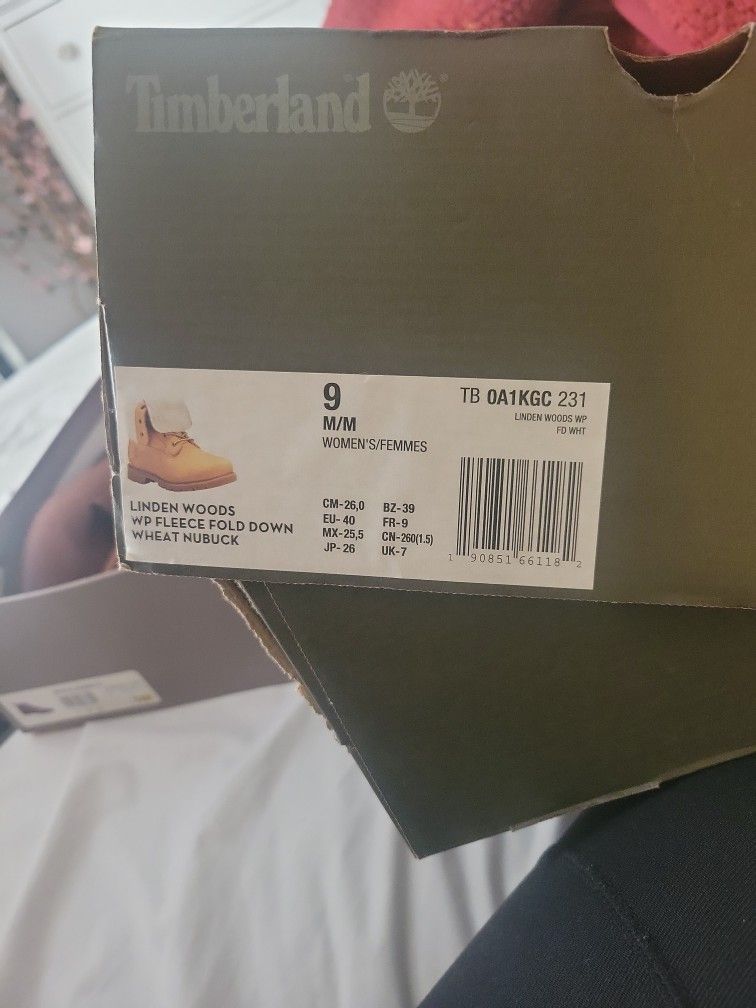 Timberland
9
M/M
WOMEN'S/FEMMES
TB 0A1KGC 231
LINDEN WOODS WP
FD WHT
LINDEN WOODS
WP FLEECE FOLD DOWN
WHEAT NUBUCK
CM-26,0 BZ-39
EU-40 FR-9
MX-25,5 CN-260(1.5)
JP-26 UK-7
1 90851 66118 2